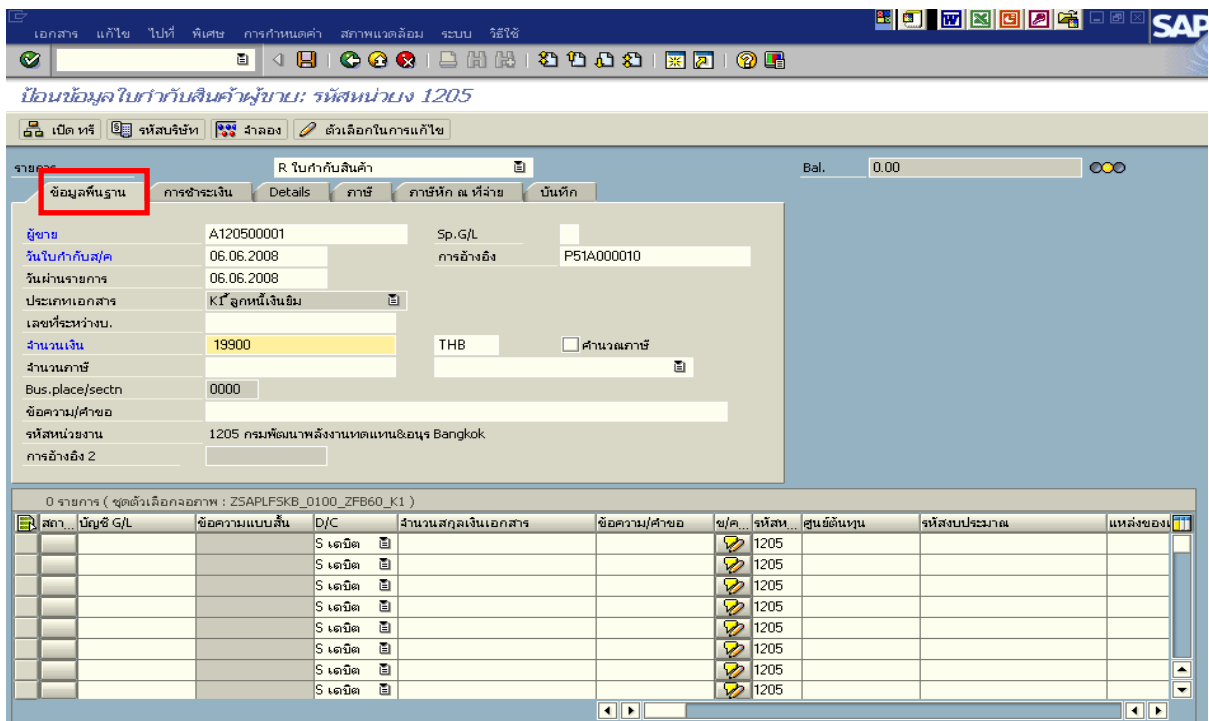 เอกสาร แก้ไข ไปที่ พิเศษ การกำหนดค่า สภาพแวดล้อม ระบบ วิธีใช้
SAP
ป้อนข้อมูลใบกำกับสินค้าผู้ขาย: รหัสหน่วยง 1205
เปิด ทรี รหัสบริษัท จำลอง ตัวเลือกในการแก้ไข
รายการ R ใบกำกับสินค้า Bal. 0.00
ข้อมูลพื้นฐาน การชำระเงิน Details ภาษี ภาษีหัก ณ ที่จ่าย บันทึก
ผู้ขาย A120500001 Sp.G/L
วันใบกำกับส/ค 06.06.2008 การอ้างอิง P51A000010
วันผ่านรายการ 06.06.2008
ประเภทเอกสาร K1 ลูกหนี้เงินยืม
เลขที่ระหว่างบ.
จำนวนเงิน 19900 THB คำนวณภาษี
จำนวนภาษี
Bus.place/sectn 0000
ข้อความ/คำขอ
รหัสหน่วยงาน 1205 กรมพัฒนาพลังงานทดแทน&อนุร Bangkok
การอ้างอิง 2
0 รายการ ( ชุดตัวเลือกจอภาพ : ZSAPLFSKB_0100_ZFB60_K1 )
สถา... บัญชี G/L ข้อความแบบสั้น D/C จำนวนสกุลเงินเอกสาร ข้อความ/คำขอ ข/ค... รหัสห... ศูนย์ต้นทุน รหัสงบประมาณ แหล่งของเ
S เดบิต 1205
S เดบิต 1205
S เดบิต 1205
S เดบิต 1205
S เดบิต 1205
S เดบิต 1205
S เดบิต 1205
S เดบิต 1205